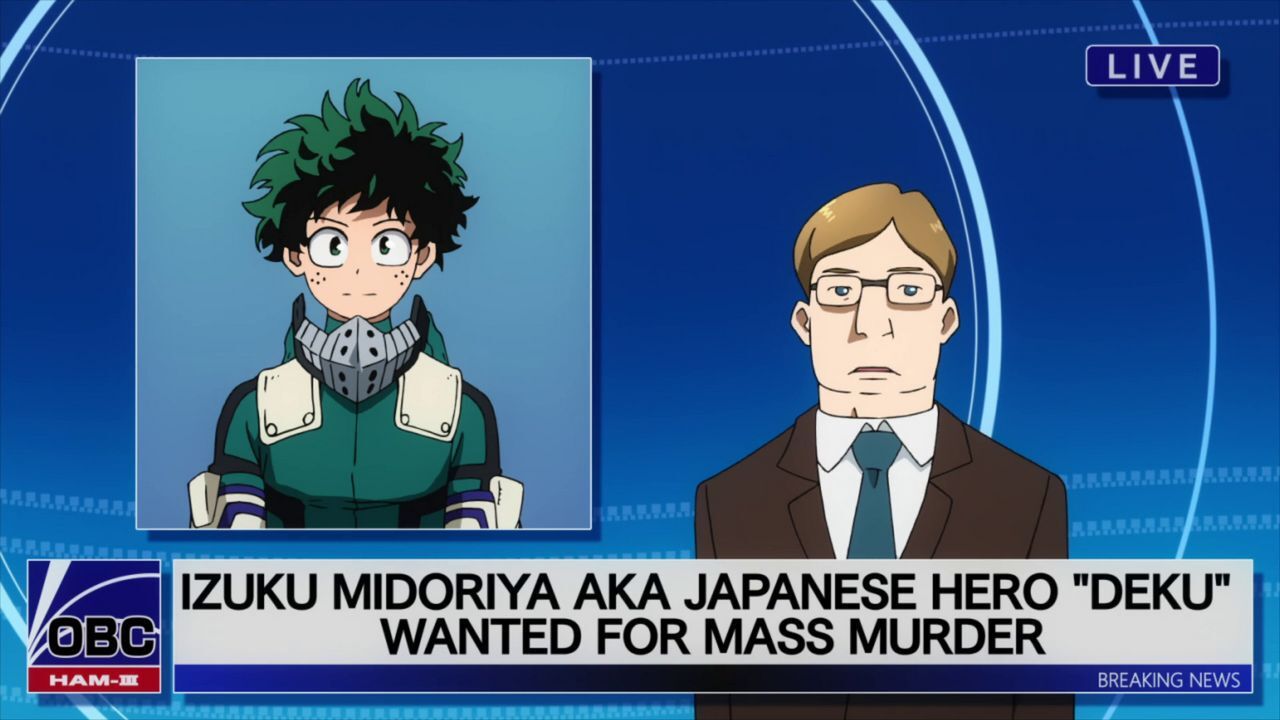 LIVE
IZUKU MIDORIYA AKA JAPANESE HERO "DEKU"
WANTED FOR MASS MURDER
OBC
HAM-III
BREAKING NEWS